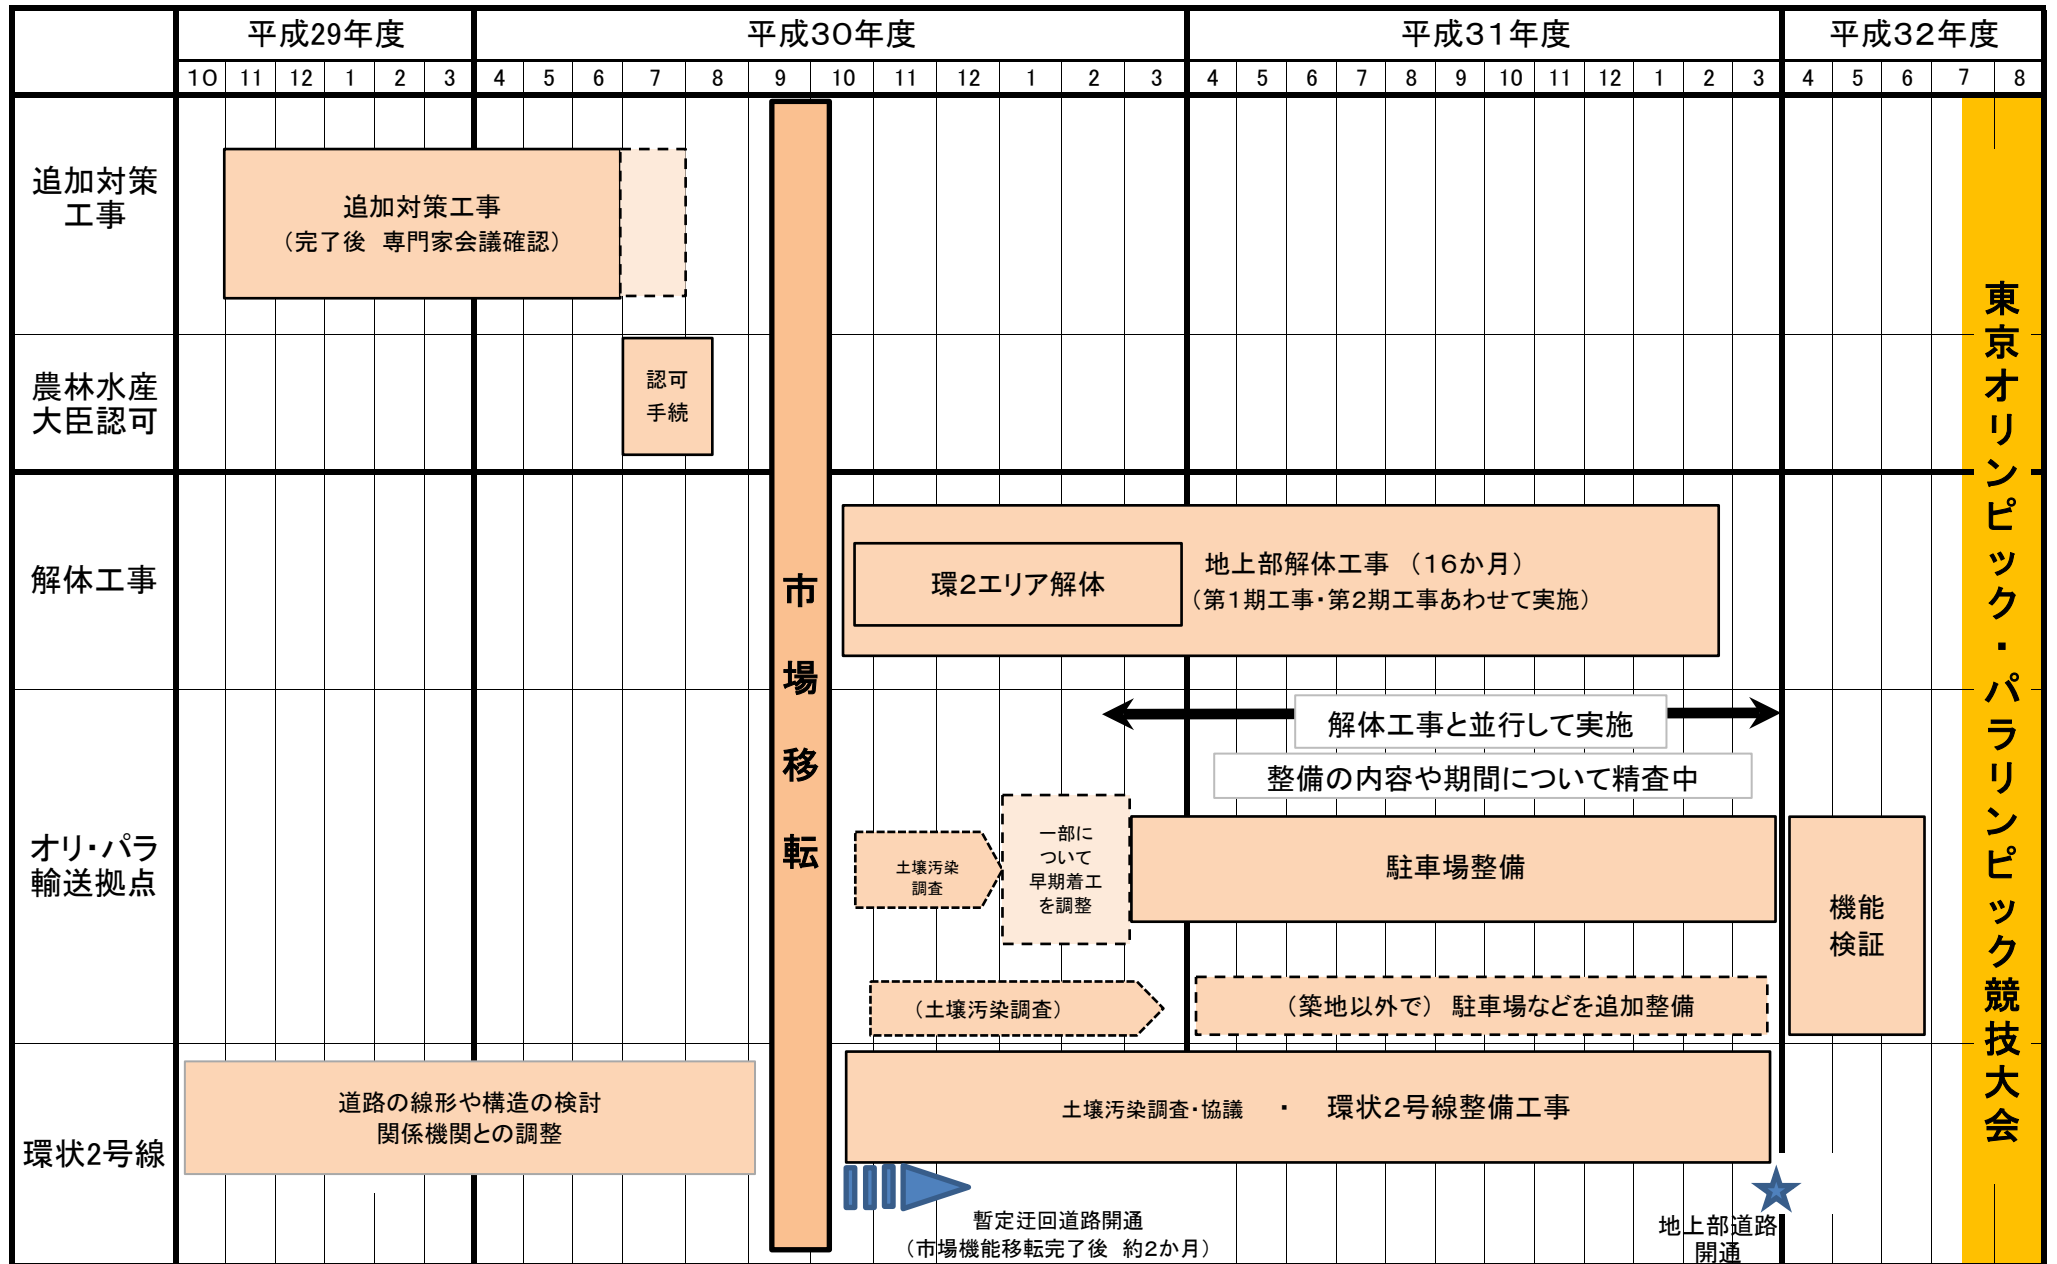 平成29年度 平成30年度 平成31年度 平成32年度
10 11 12 1 2 3 4 5 6 7 8 9 10 11 12 1 2 3 4 5 6 7 8 9 10 11 12 1 2 3 4 5 6 7 8
追加対策
工事
追加対策工事
（完了後 専門家会議確認）
農林水産
大臣認可
認可
手続
市場移転
東京オリンピック・パラリンピック競技大会
解体工事
環2エリア解体
地上部解体工事 （16か月）
（第1期工事・第2期工事あわせて実施）
オリ・パラ
輸送拠点
解体工事と並行して実施
整備の内容や期間について精査中
土壌汚染
調査
一部に
ついて
早期着工
を調整
駐車場整備
機能
検証
（土壌汚染調査）
（築地以外で） 駐車場などを追加整備
環状2号線
道路の線形や構造の検討
関係機関との調整
土壌汚染調査・協議 ・ 環状2号線整備工事
暫定迂回道路開通
（市場機能移転完了後 約2か月）
地上部道路
開通